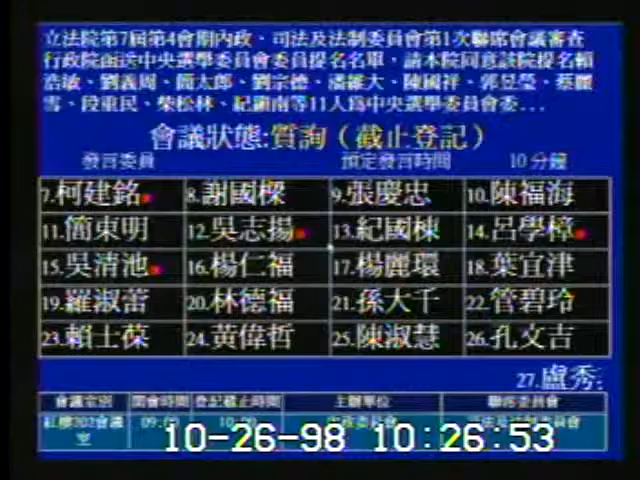 立法院第7屆第4會期內政、司法及法制委員會第1次聯席會議審查
行政院函送中央選舉委員會委員提名名單，請本院同意該院提名賴
浩敏、劉義周、簡太郎、劉宗德、潘維大、陳國祥、郭昱瑩、蔡麗
雪、段重民、柴松林、紀鎮南等11人為中央選舉委員會委...
會議狀態:質詢（截止登記）
發言委員 預定發言時間 10分鐘
7.柯建銘 8.謝國樑 9.張慶忠 10.陳福海
11.簡東明 12.吳志揚 13.紀國棟 14.呂學樟
15.吳清池 16.楊仁福 17.楊麗環 18.葉宜津
19.羅淑蕾 20.林德福 21.孫大千 22.管碧玲
23.賴士葆 24.黃偉哲 25.陳淑慧 26.孔文吉
27.盧秀
會議室別 開會時間 登記截止時間 主辦單位 聯席委員會
紅樓302會議室 09:00 10:00 內政委員會
10-26-98 10:26:53